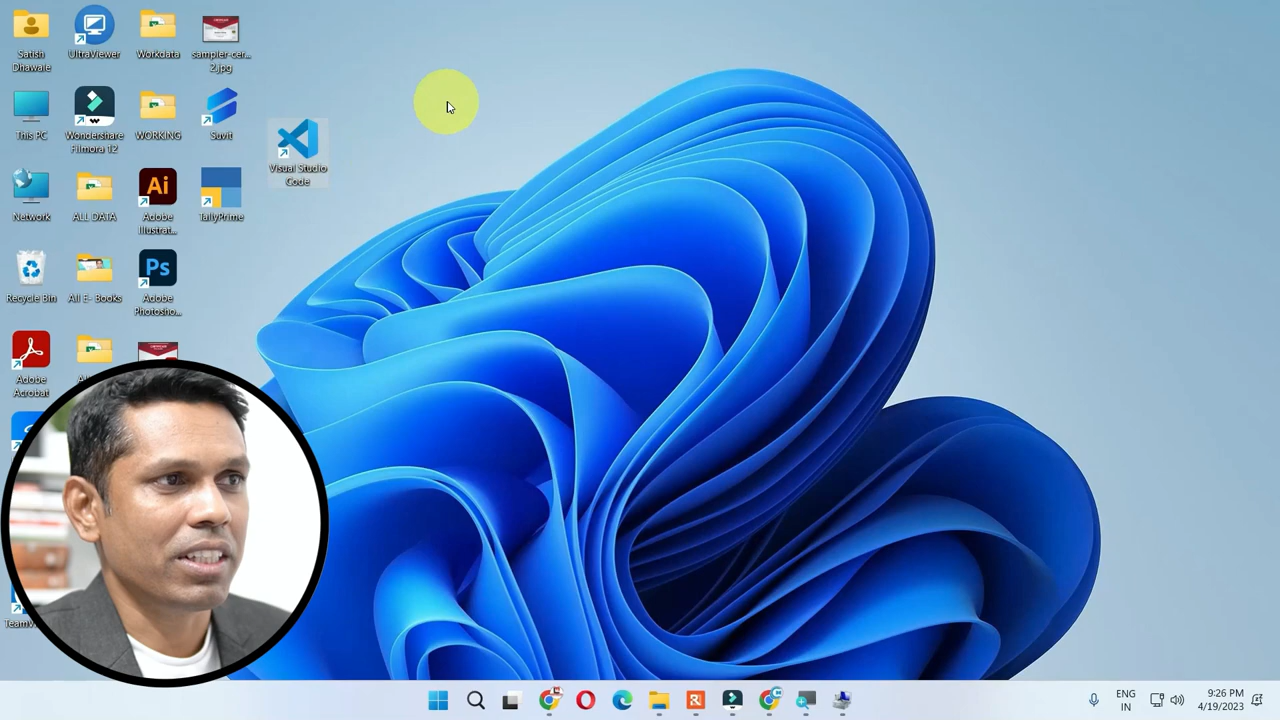 Satish
Dhawale
UltraViewer
Workdata
sampler-cer...
2.jpg
This PC
Wondershare
Filmora 12
WORKING
Suvit
Visual Studio
Code
Network
ALL DATA
Ai
Adobe
Illustrat...
TallyPrime
Recycle Bin
All E- Books
Ps
Adobe
Photosho...
Adobe
Acrobat
ENG
IN
9:26 PM
4/19/2023